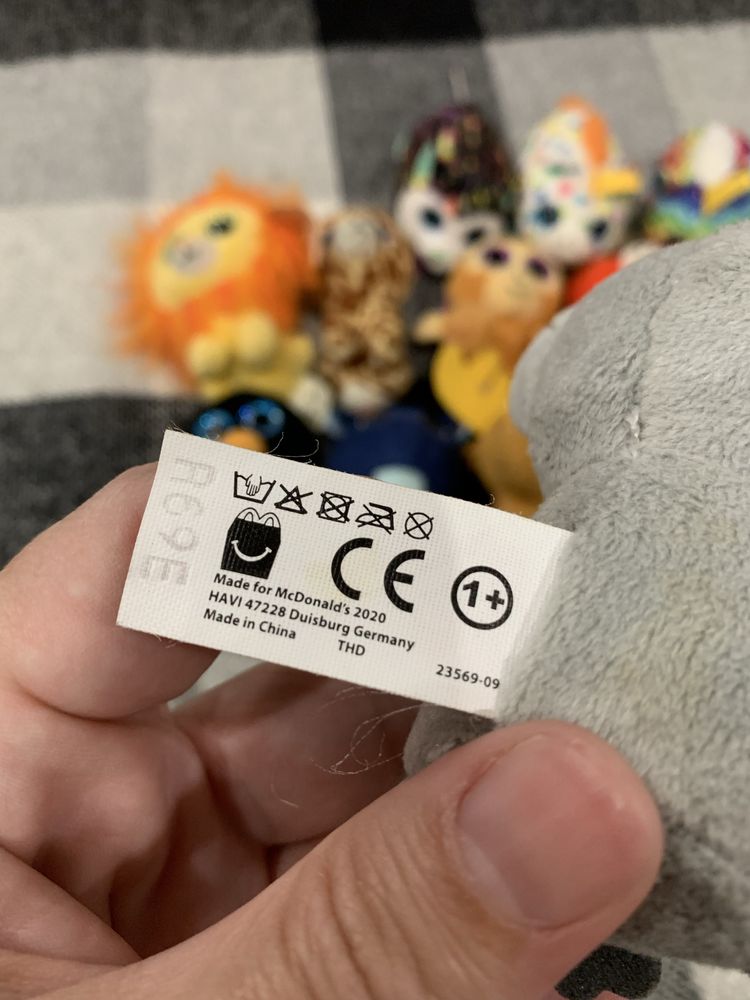 CE
1+
Made for McDonald's 2020
HAVI 47228 Duisburg Germany
Made in China
THD
23569-09